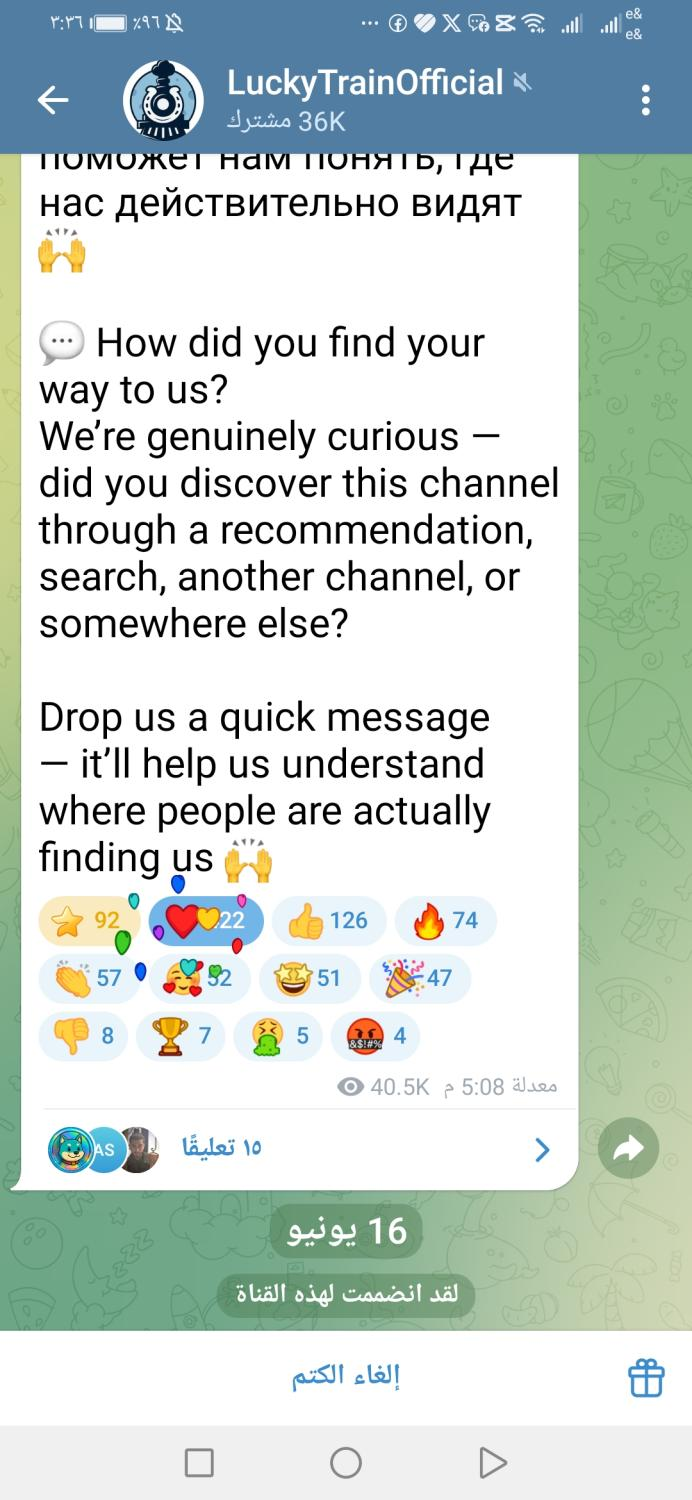 ٣:٣٦ ٩٦٪ e&
e&
LuckyTrainOfficial
36K مشترك
поможет нам понять, где
нас действительно видят
🙌
💬 How did you find your
way to us?
We’re genuinely curious —
did you discover this channel
through a recommendation,
search, another channel, or
somewhere else?
Drop us a quick message
— it’ll help us understand
where people are actually
finding us 🙌
92 126 74
57 52 51 47
8 7 5 4
40.5K معدلة 5:08 م
AS ١٥ تعليقًا
16 يونيو
لقد انضممت لهذه القناة
إلغاء الكتم